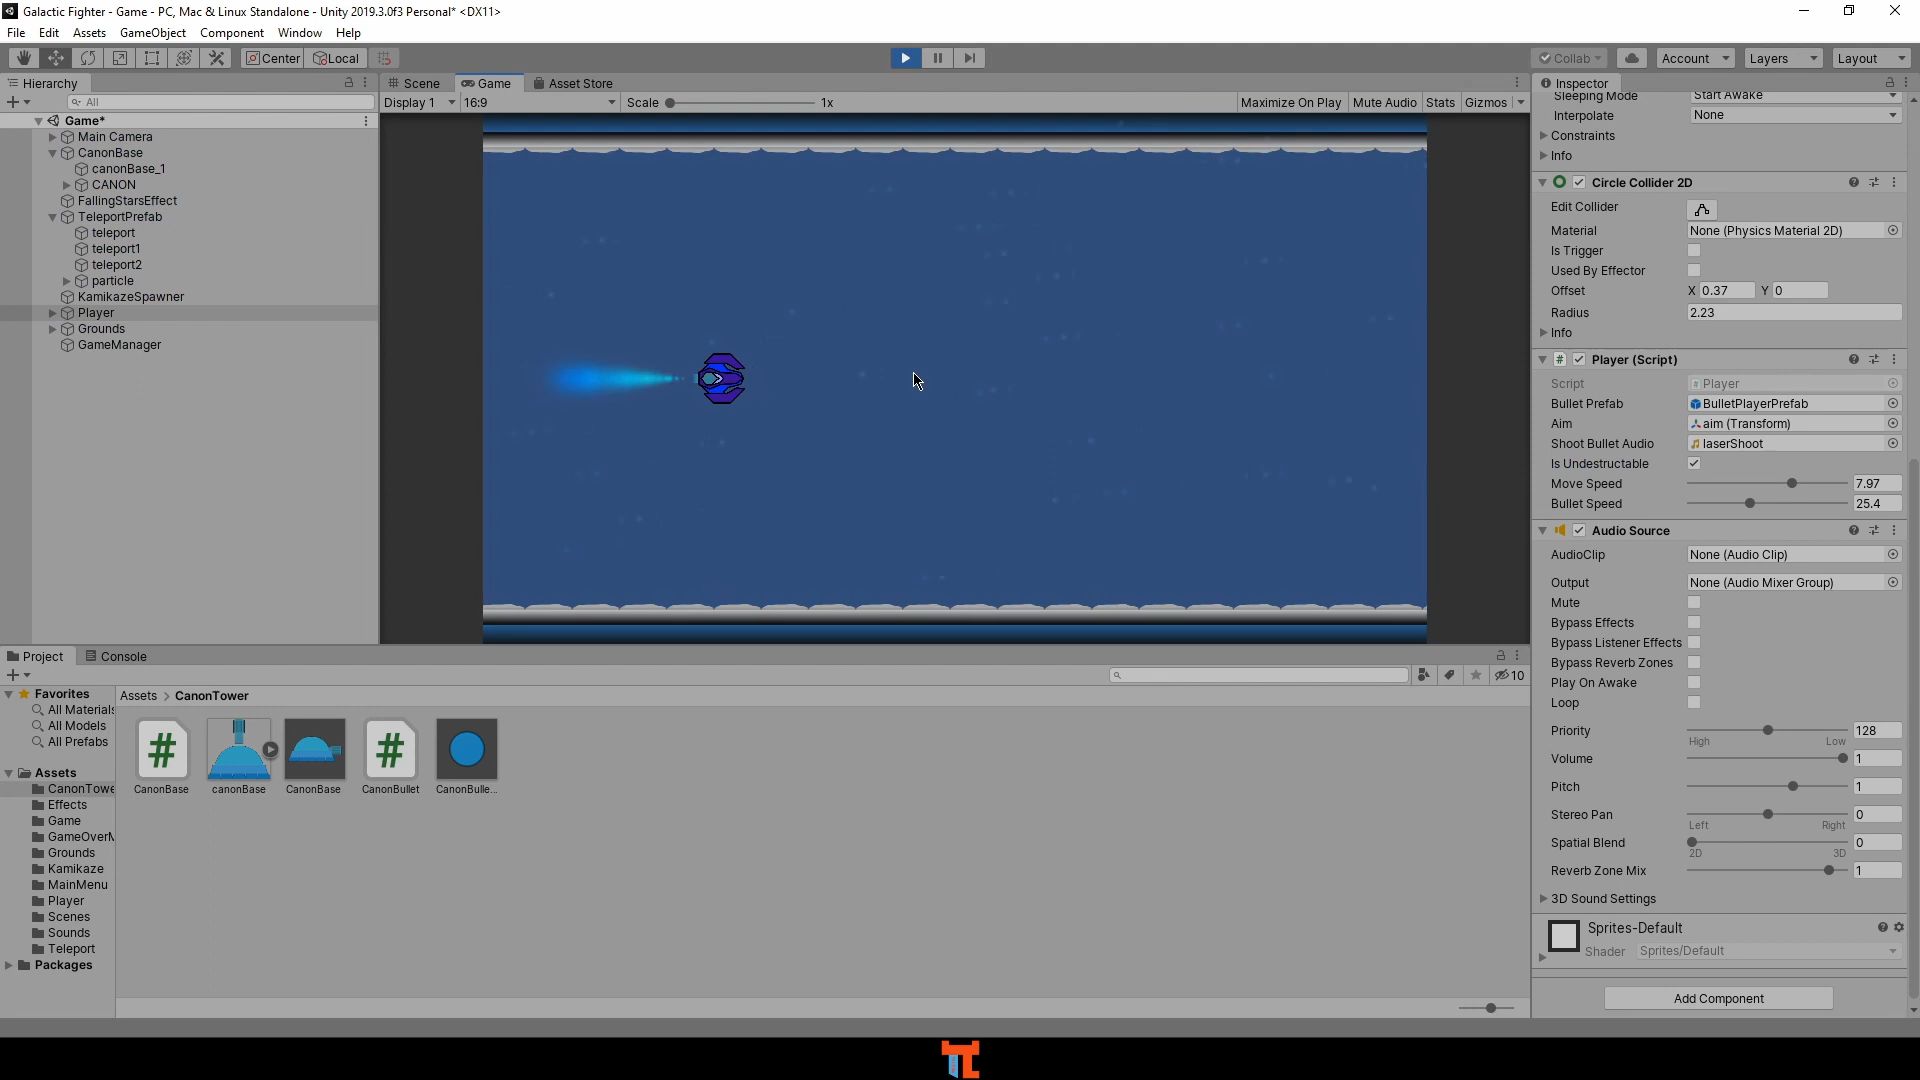 Galactic Fighter - Game - PC, Mac & Linux Standalone - Unity 2019.3.0f3 Personal* <DX11>
File Edit Assets GameObject Component Window Help
Center Local Collab Account Layers Layout
Hierarchy
All
Game*
Main Camera
CanonBase
canonBase_1
CANON
FallingStarsEffect
TeleportPrefab
teleport
teleport1
teleport2
particle
KamikazeSpawner
Player
Grounds
GameManager
Scene Game Asset Store
Display 1 16:9 Scale 1x Maximize On Play Mute Audio Stats Gizmos
Inspector
Sleeping Mode Start Awake
Interpolate None
Constraints
Info
Circle Collider 2D
Edit Collider
Material None (Physics Material 2D)
Is Trigger
Used By Effector
Offset X 0.37 Y 0
Radius 2.23
Info
Player (Script)
Script Player
Bullet Prefab BulletPlayerPrefab
Aim aim (Transform)
Shoot Bullet Audio laserShoot
Is Undestructable
Move Speed 7.97
Bullet Speed 25.4
Audio Source
AudioClip None (Audio Clip)
Output None (Audio Mixer Group)
Mute
Bypass Effects
Bypass Listener Effects
Bypass Reverb Zones
Play On Awake
Loop
Priority 128
High Low
Volume 1
Pitch 1
Stereo Pan 0
Left Right
Spatial Blend 0
2D 3D
Reverb Zone Mix 1
3D Sound Settings
Sprites-Default
Shader Sprites/Default
Add Component
Project Console
10
Favorites
All Materials
All Models
All Prefabs
Assets
CanonTowe
Effects
Game
GameOverM
Grounds
Kamikaze
MainMenu
Player
Scenes
Sounds
Teleport
Packages
Assets > CanonTower
CanonBase canonBase CanonBase CanonBullet CanonBulle...